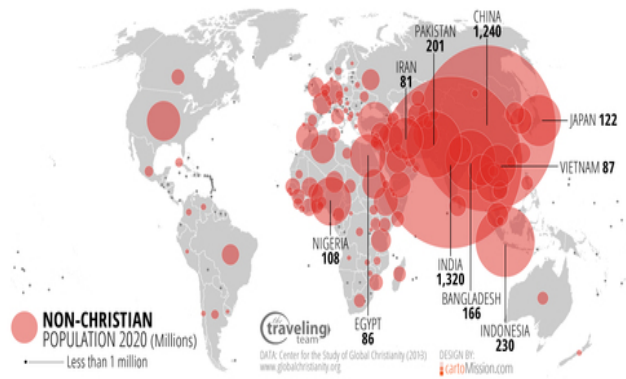 CHINA
1,240
PAKISTAN
201
IRAN
81
JAPAN 122
VIETNAM 87
NIGERIA
108
INDIA
1,320
BANGLADESH
166
EGYPT
86
INDONESIA
230
NON-CHRISTIAN
POPULATION 2020 (Millions)
Less than 1 million
the
traveling
team
DATA: Center for the Study of Global Christianity (2013)
www.globalchristianity.org
DESIGN BY:
cartoMission.com